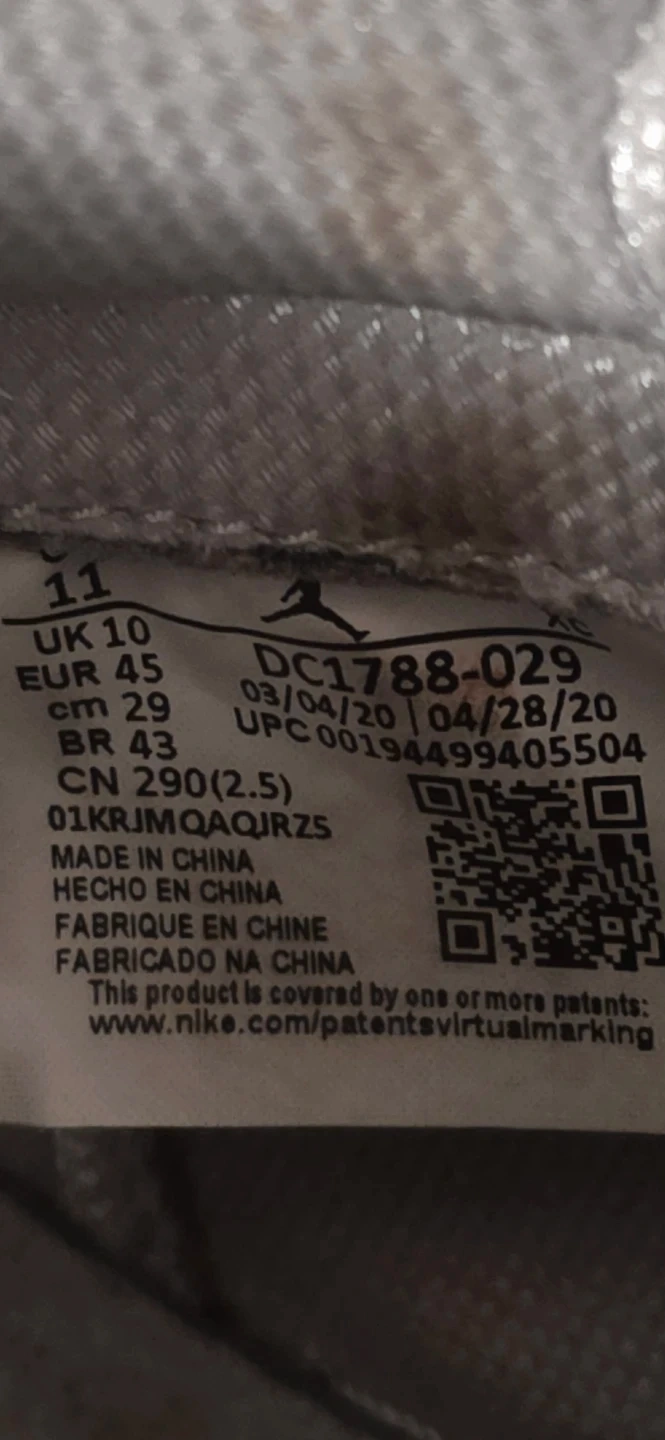 11
UK 10
EUR 45
cm 29
BR 43
CN 290(2.5)
DC1788-029
03/04/20 | 04/28/20
UPC 00194499405504
01KRJMQAQJRZ5
MADE IN CHINA
HECHO EN CHINA
FABRIQUE EN CHINE
FABRICADO NA CHINA
This product is covered by one or more patents:
www.nike.com/patentsvirtualmarking